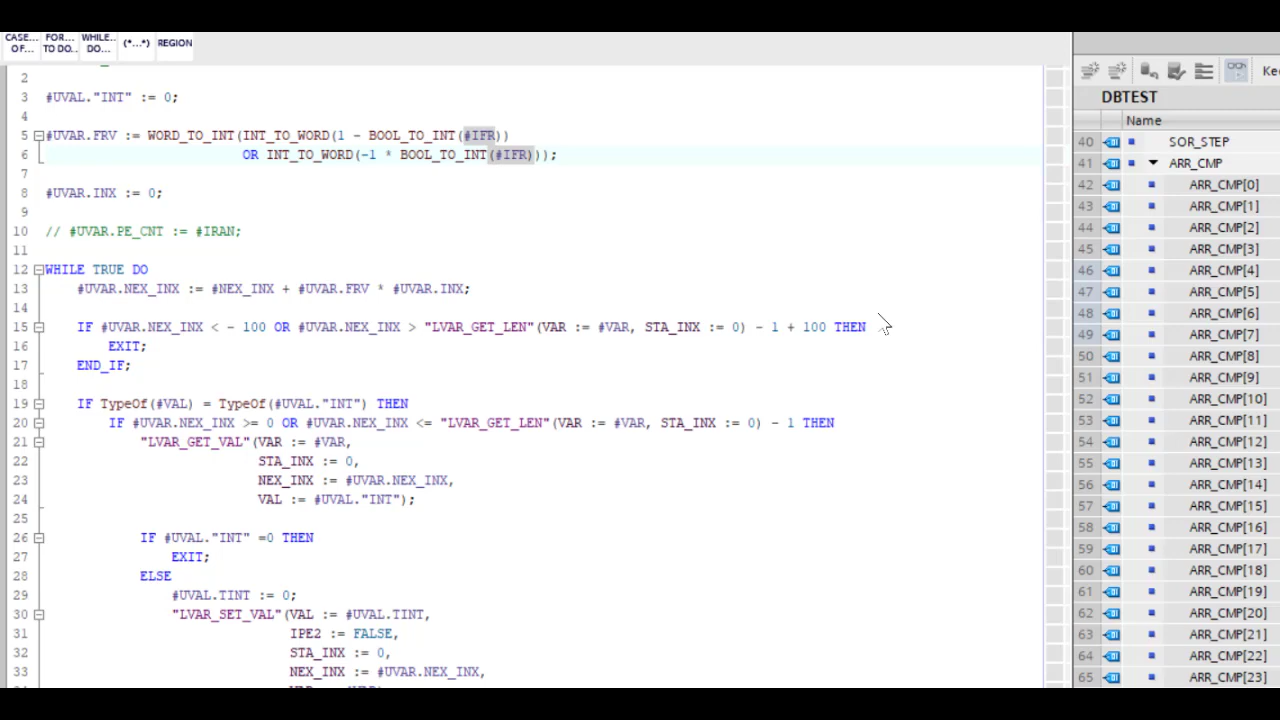 CASE... FOR... WHILE.. (*...*) REGION
OF... TO DO... DO...
2
3 #UVAL."INT" := 0;
4
5 #UVAR.FRV := WORD_TO_INT(INT_TO_WORD(1 - BOOL_TO_INT(#IFR))
6 OR INT_TO_WORD(-1 * BOOL_TO_INT(#IFR)));
7
8 #UVAR.INX := 0;
9
10 // #UVAR.PE_CNT := #IRAN;
11
12 WHILE TRUE DO
13 #UVAR.NEX_INX := #NEX_INX + #UVAR.FRV * #UVAR.INX;
14
15 IF #UVAR.NEX_INX < - 100 OR #UVAR.NEX_INX > "LVAR_GET_LEN"(VAR := #VAR, STA_INX := 0) - 1 + 100 THEN
16 EXIT;
17 END_IF;
18
19 IF TypeOf(#VAL) = TypeOf(#UVAL."INT") THEN
20 IF #UVAR.NEX_INX >= 0 OR #UVAR.NEX_INX <= "LVAR_GET_LEN"(VAR := #VAR, STA_INX := 0) - 1 THEN
21 "LVAR_GET_VAL"(VAR := #VAR,
22 STA_INX := 0,
23 NEX_INX := #UVAR.NEX_INX,
24 VAL := #UVAL."INT");
25
26 IF #UVAL."INT" =0 THEN
27 EXIT;
28 ELSE
29 #UVAL.TINT := 0;
30 "LVAR_SET_VAL"(VAL := #UVAL.TINT,
31 IPE2 := FALSE,
32 STA_INX := 0,
33 NEX_INX := #UVAR.NEX_INX,
Kee
DBTEST
Name
40 SOR_STEP
41 ARR_CMP
42 ARR_CMP[0]
43 ARR_CMP[1]
44 ARR_CMP[2]
45 ARR_CMP[3]
46 ARR_CMP[4]
47 ARR_CMP[5]
48 ARR_CMP[6]
49 ARR_CMP[7]
50 ARR_CMP[8]
51 ARR_CMP[9]
52 ARR_CMP[10]
53 ARR_CMP[11]
54 ARR_CMP[12]
55 ARR_CMP[13]
56 ARR_CMP[14]
57 ARR_CMP[15]
58 ARR_CMP[16]
59 ARR_CMP[17]
60 ARR_CMP[18]
61 ARR_CMP[19]
62 ARR_CMP[20]
63 ARR_CMP[21]
64 ARR_CMP[22]
65 ARR_CMP[23]